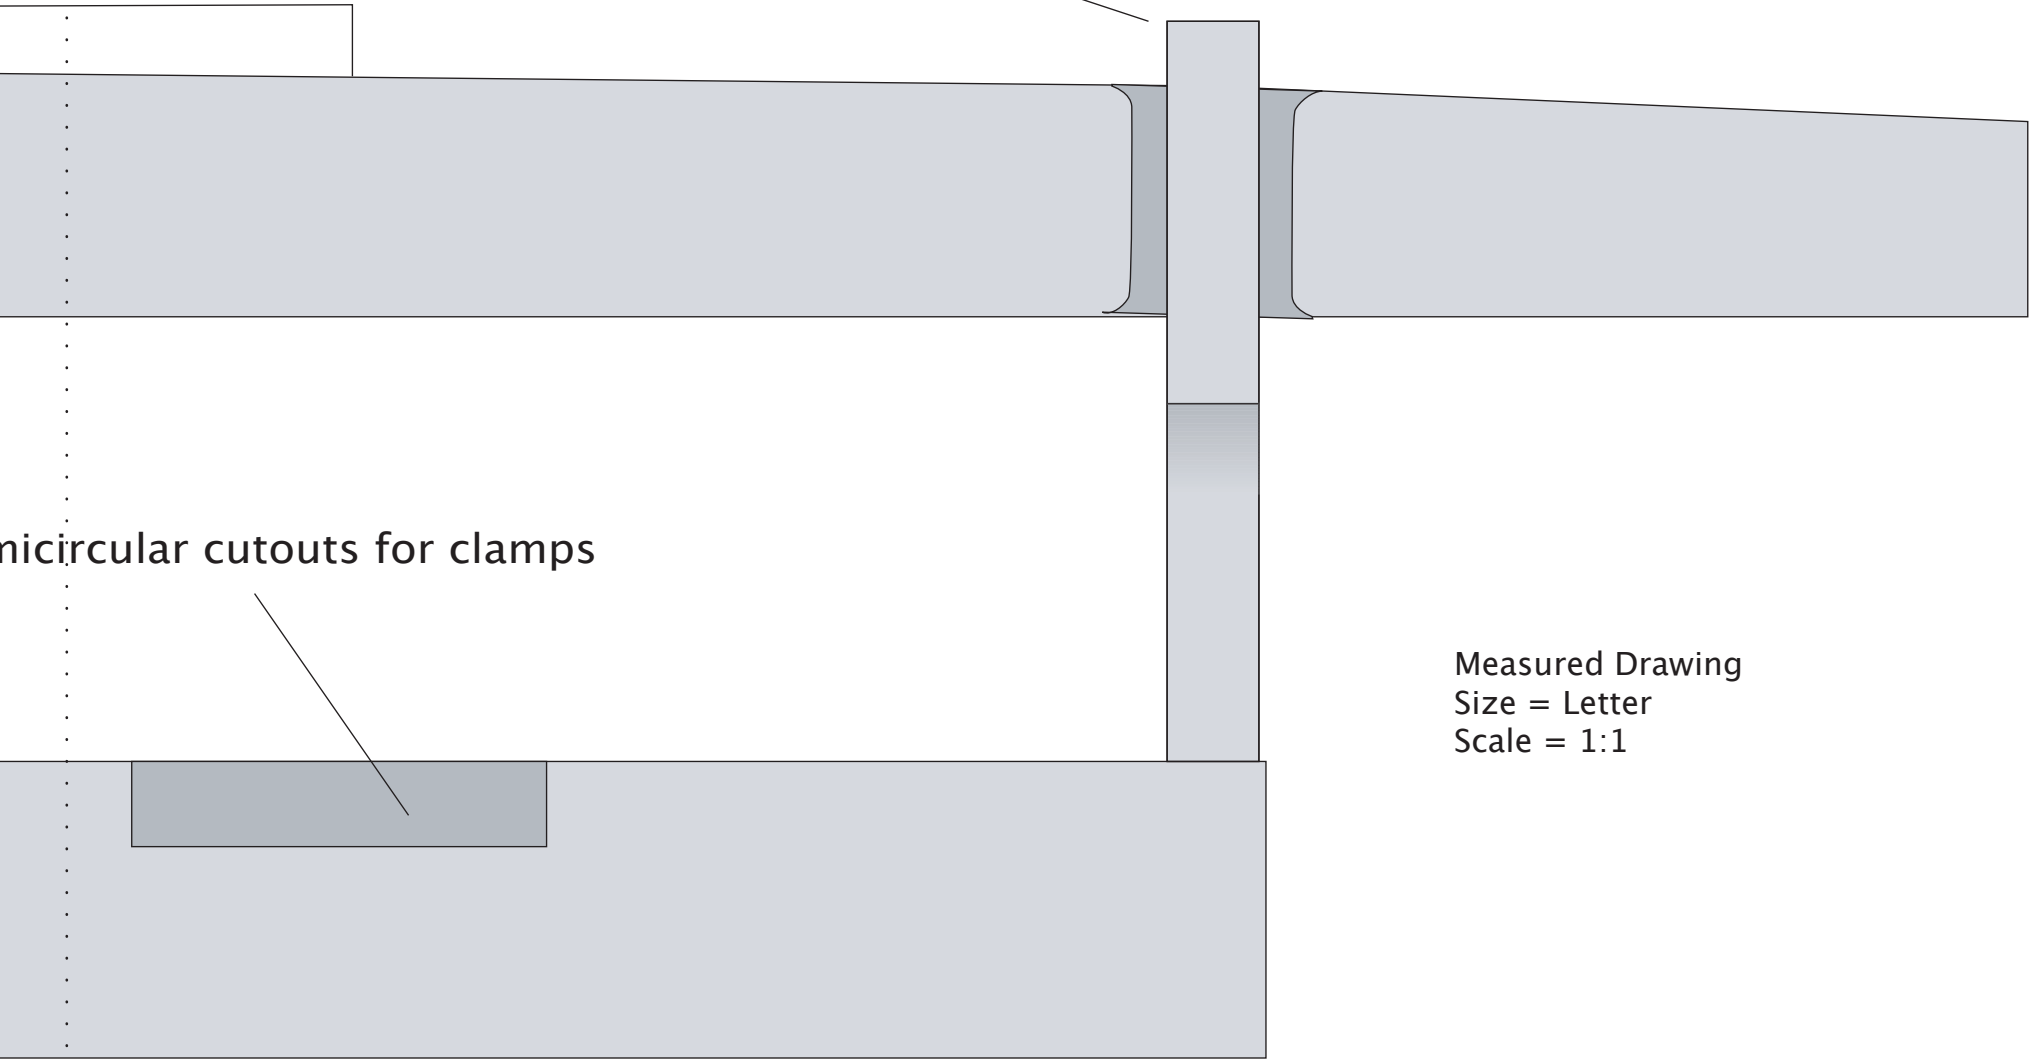 micircular cutouts for clamps
Measured Drawing
Size = Letter
Scale = 1:1